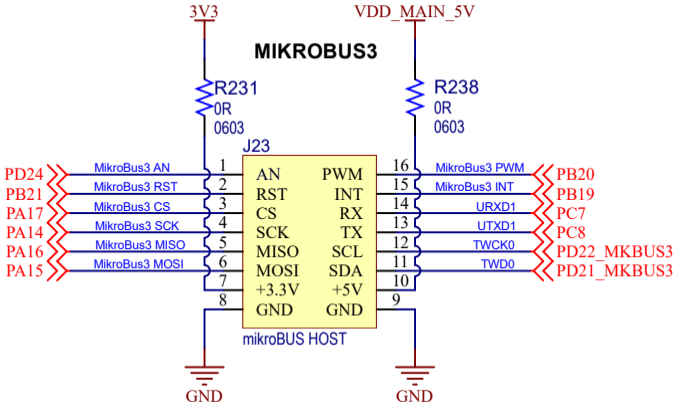 3V3 VDD_MAIN_5V
MIKROBUS3
R231 R238
0R 0R
0603 0603
J23
PD24 MikroBus3 AN 1 AN PWM 16 MikroBus3 PWM PB20
PB21 MikroBus3 RST 2 RST INT 15 MikroBus3 INT PB19
PA17 MikroBus3 CS 3 CS RX 14 URXD1 PC7
PA14 MikroBus3 SCK 4 SCK TX 13 UTXD1 PC8
PA16 MikroBus3 MISO 5 MISO SCL 12 TWCK0 PD22_MKBUS3
PA15 MikroBus3 MOSI 6 MOSI SDA 11 TWD0 PD21_MKBUS3
7 +3.3V +5V 10
8 GND GND 9
mikroBUS HOST
GND GND